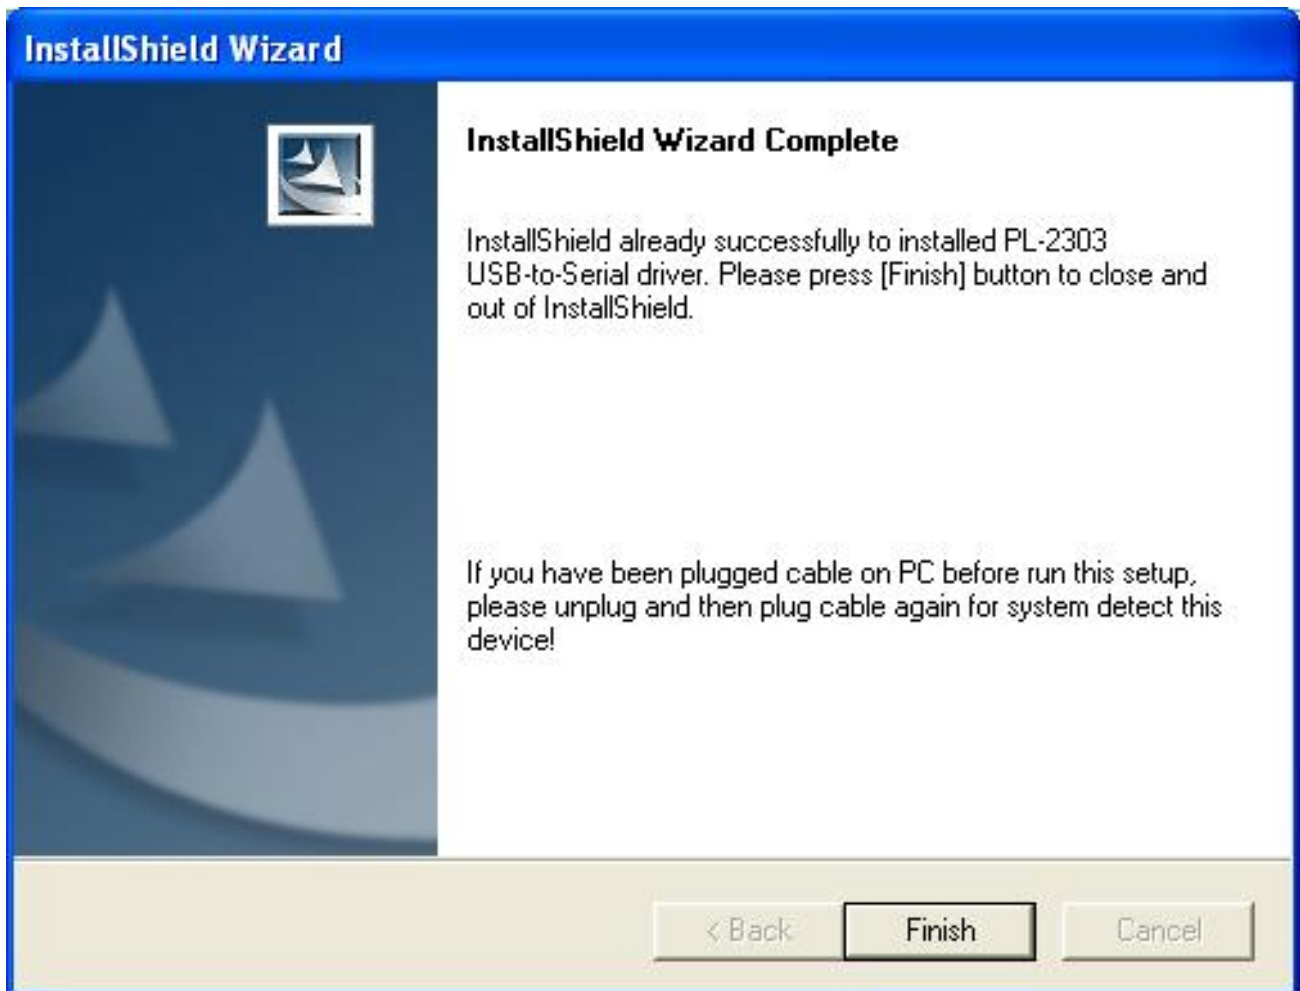 InstallShield Wizard
InstallShield Wizard Complete
InstallShield already successfully to installed PL-2303
USB-to-Serial driver. Please press [Finish] button to close and
out of InstallShield.
If you have been plugged cable on PC before run this setup,
please unplug and then plug cable again for system detect this
device!
< Back
Finish
Cancel